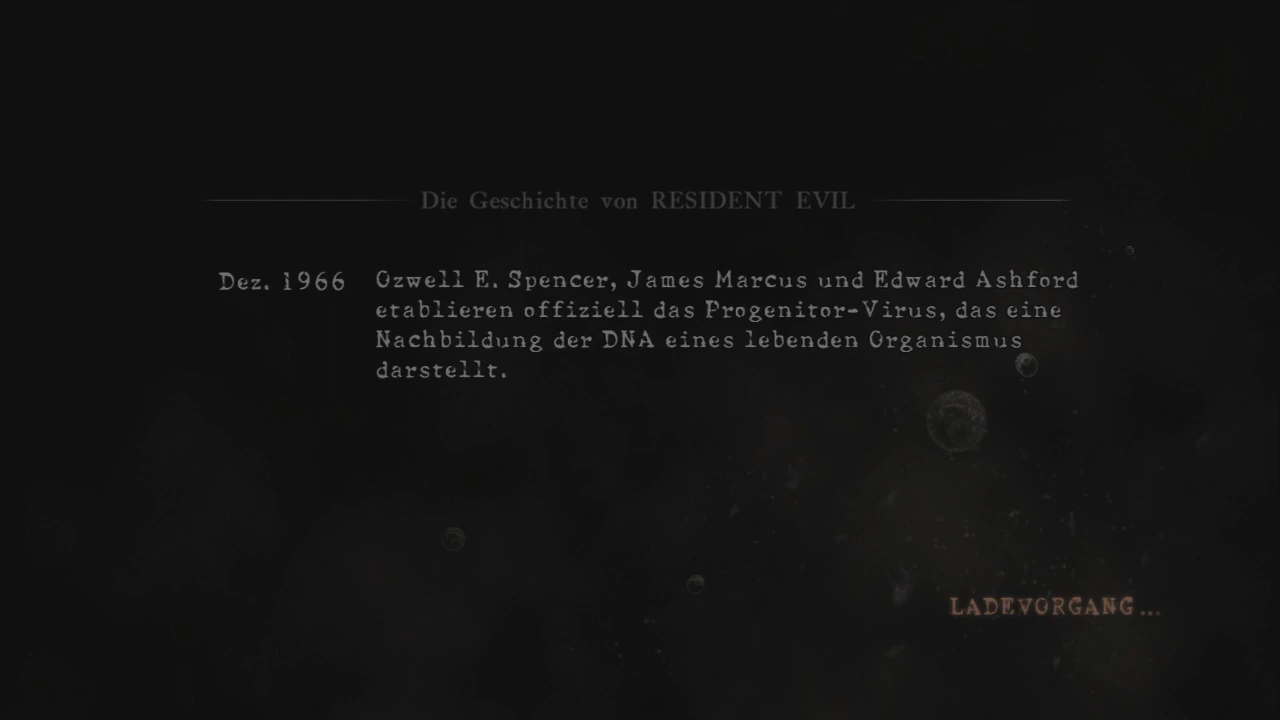 Die Geschichte von RESIDENT EVIL
Dez. 1966 Ozwell E. Spencer, James Marcus und Edward Ashford
etablieren offiziell das Progenitor-Virus, das eine
Nachbildung der DNA eines lebenden Organismus
darstellt.
LADEVORGANG...